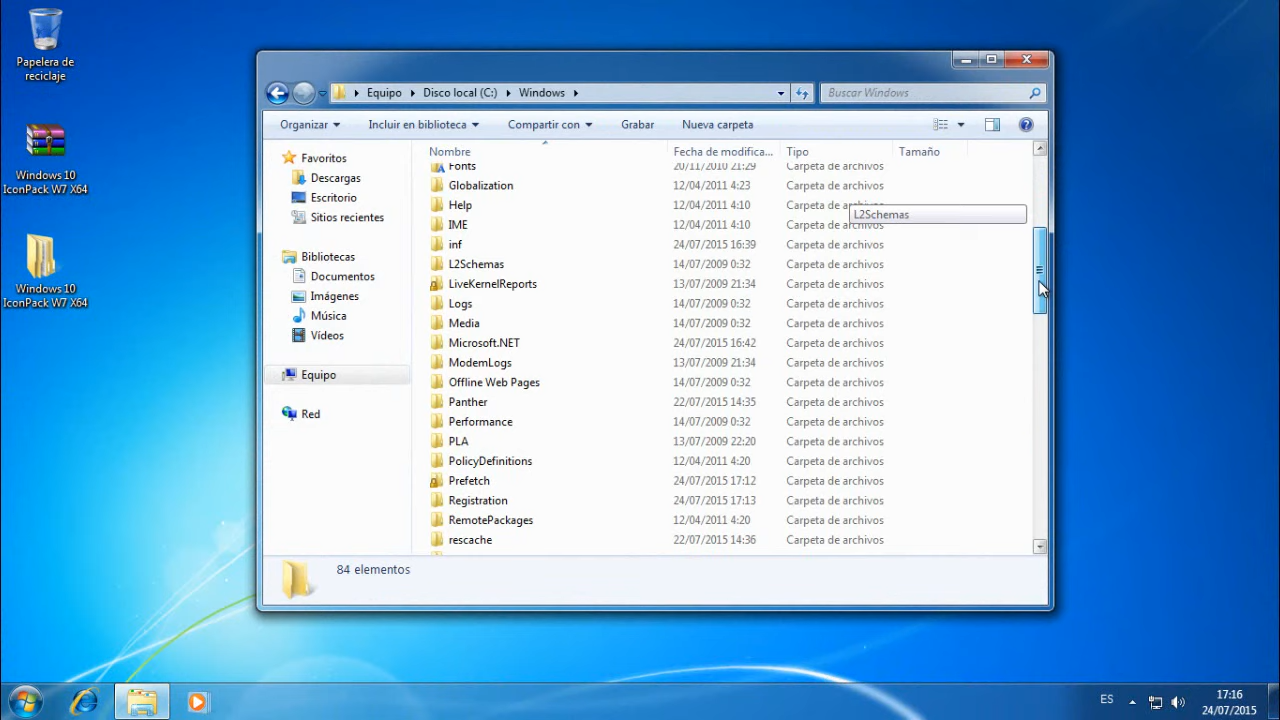 Papelera de
reciclaje
Windows 10
IconPack W7 X64
Windows 10
IconPack W7 X64
Equipo Disco local (C:) Windows
Buscar Windows
Organizar Incluir en biblioteca Compartir con Grabar Nueva carpeta
Favoritos
Descargas
Escritorio
Sitios recientes
Bibliotecas
Documentos
Imágenes
Música
Vídeos
Equipo
Red
Nombre Fecha de modifica... Tipo Tamaño
Fonts 20/11/2010 21:29 Carpeta de archivos
Globalization 12/04/2011 4:23 Carpeta de archivos
Help 12/04/2011 4:10 Carpeta de archivos
L2Schemas
IME 12/04/2011 4:10 Carpeta de archivos
inf 24/07/2015 16:39 Carpeta de archivos
L2Schemas 14/07/2009 0:32 Carpeta de archivos
LiveKernelReports 13/07/2009 21:34 Carpeta de archivos
Logs 14/07/2009 0:32 Carpeta de archivos
Media 14/07/2009 0:32 Carpeta de archivos
Microsoft.NET 24/07/2015 16:42 Carpeta de archivos
ModemLogs 13/07/2009 21:34 Carpeta de archivos
Offline Web Pages 14/07/2009 0:32 Carpeta de archivos
Panther 22/07/2015 14:35 Carpeta de archivos
Performance 14/07/2009 0:32 Carpeta de archivos
PLA 13/07/2009 22:20 Carpeta de archivos
PolicyDefinitions 12/04/2011 4:20 Carpeta de archivos
Prefetch 24/07/2015 17:12 Carpeta de archivos
Registration 24/07/2015 17:13 Carpeta de archivos
RemotePackages 12/04/2011 4:20 Carpeta de archivos
rescache 22/07/2015 14:36 Carpeta de archivos
84 elementos
ES
17:16
24/07/2015